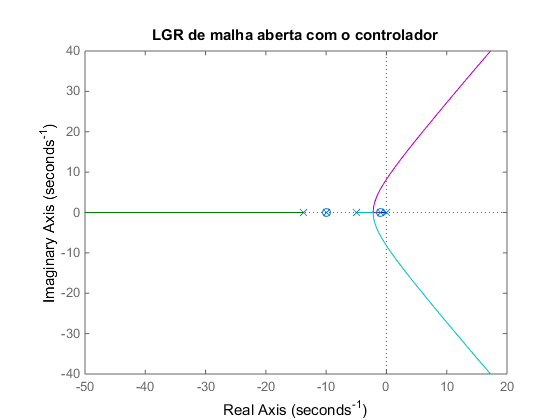 LGR de malha aberta com o controlador
40
30
20
10
0
-10
-20
-30
-40
-50 -40 -30 -20 -10 0 10 20
Imaginary Axis (seconds⁻¹)
Real Axis (seconds⁻¹)